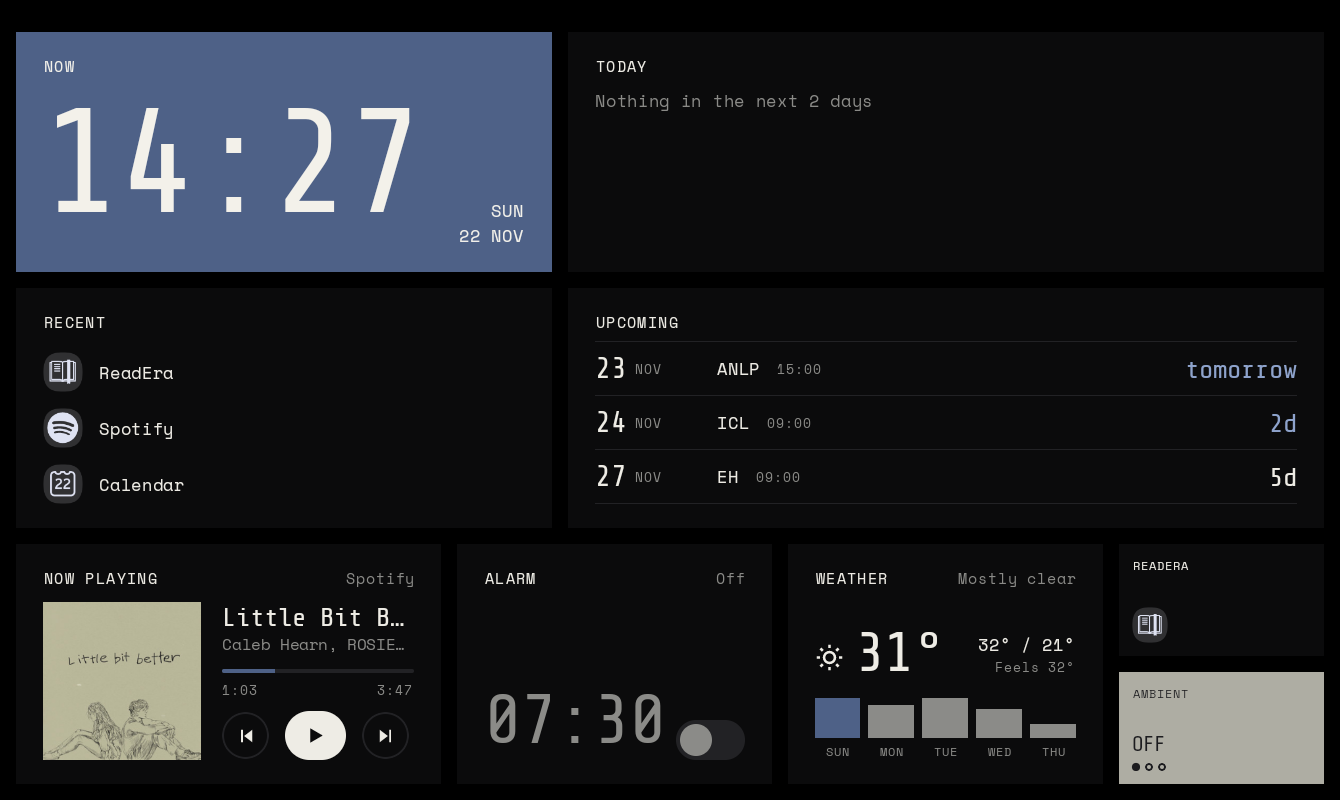 NOW
14:27
SUN
22 NOV
TODAY
Nothing in the next 2 days
RECENT
ReadEra
Spotify
22
Calendar
UPCOMING
23 NOV ANLP 15:00 tomorrow
24 NOV ICL 09:00 2d
27 NOV EH 09:00 5d
NOW PLAYING Spotify
Little bit better
Little Bit B…
Caleb Hearn, ROSIE…
1:03 3:47
ALARM Off
07:30
WEATHER Mostly clear
31° 32° / 21°
Feels 32°
SUN MON TUE WED THU
READERA
AMBIENT
OFF